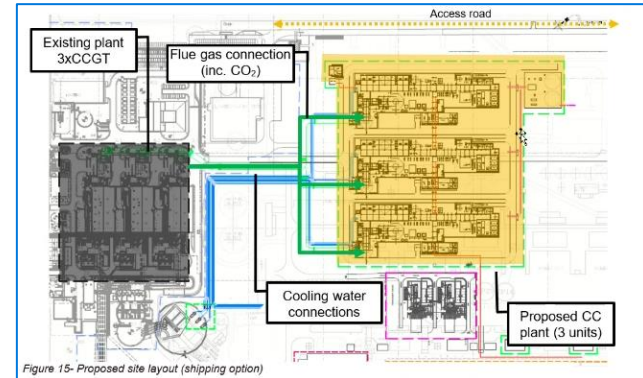 Access road
Existing plant
3xCCGT
Flue gas connection
(inc. CO₂)
Cooling water
connections
Proposed CC
plant (3 units)
Figure 15- Proposed site layout (shipping option)